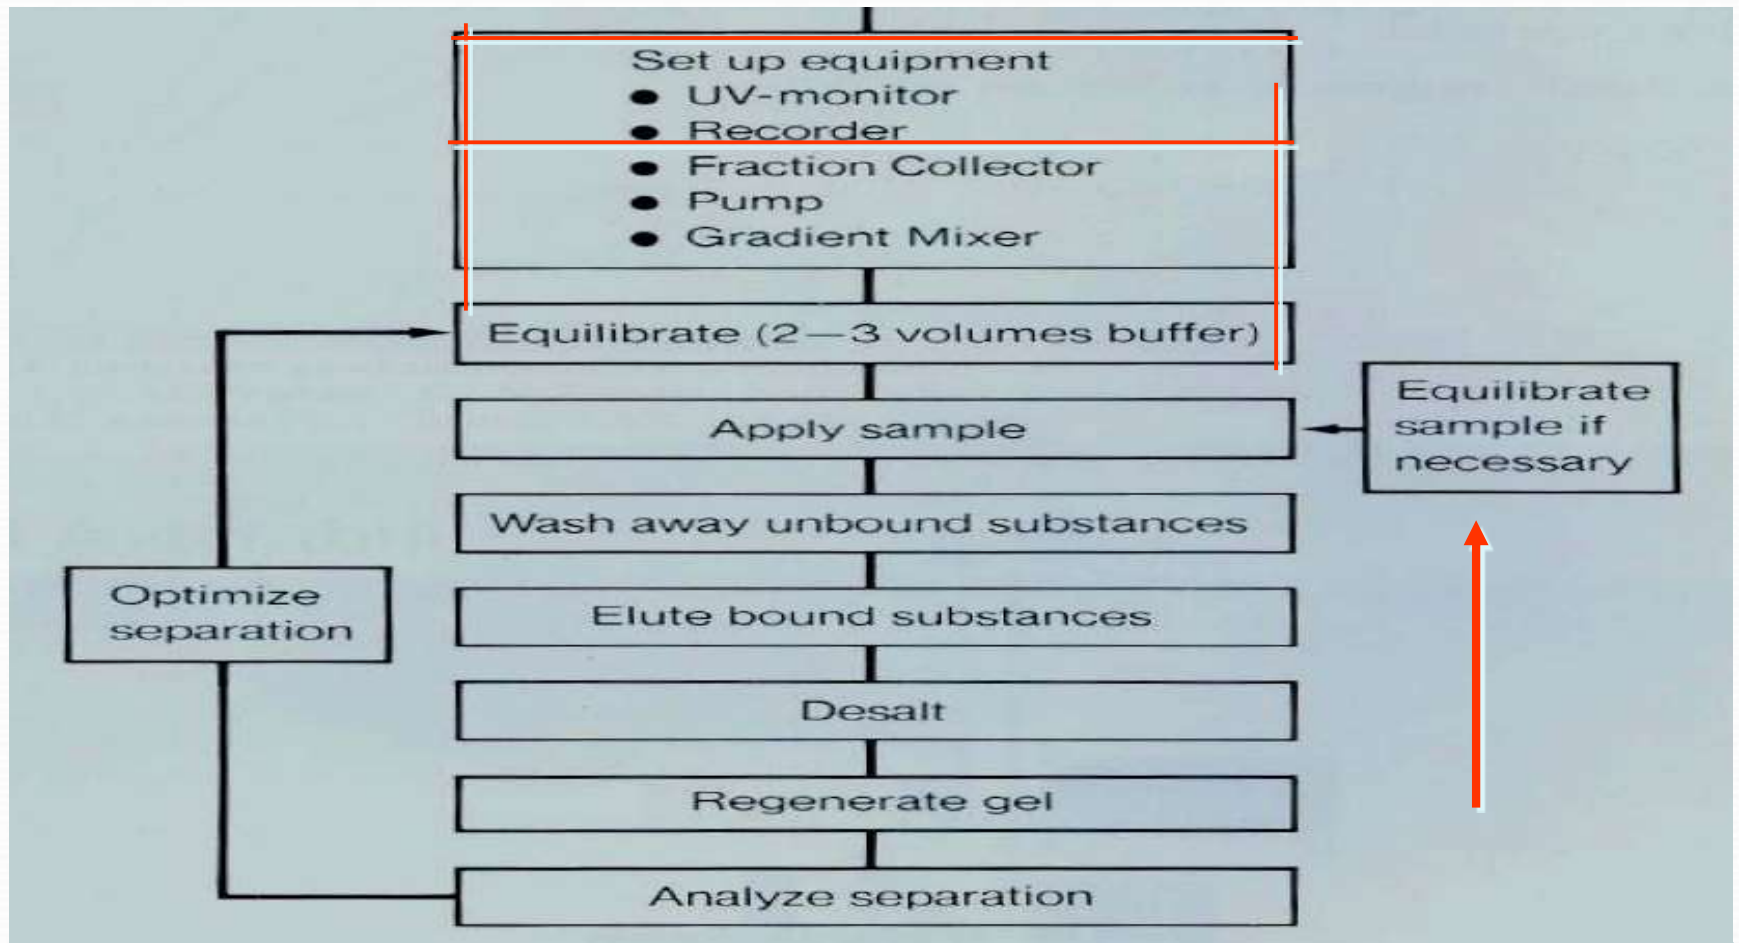 Set up equipment
● UV-monitor
● Recorder
● Fraction Collector
● Pump
● Gradient Mixer
Equilibrate (2—3 volumes buffer)
Apply sample
Equilibrate
sample if
necessary
Wash away unbound substances
Optimize
separation
Elute bound substances
Desalt
Regenerate gel
Analyze separation